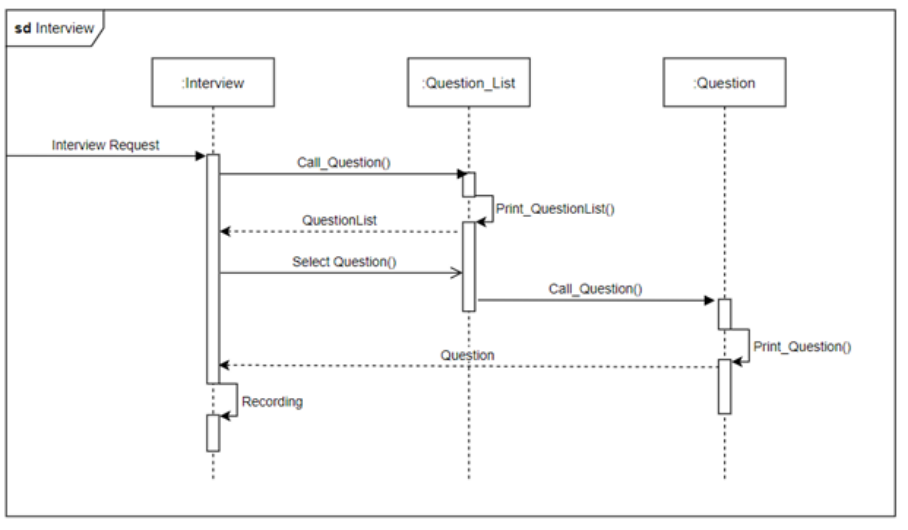 sd Interview
:Interview
:Question_List
:Question
Interview Request
Call_Question()
Print_QuestionList()
QuestionList
Select Question()
Call_Question()
Print_Question()
Question
Recording